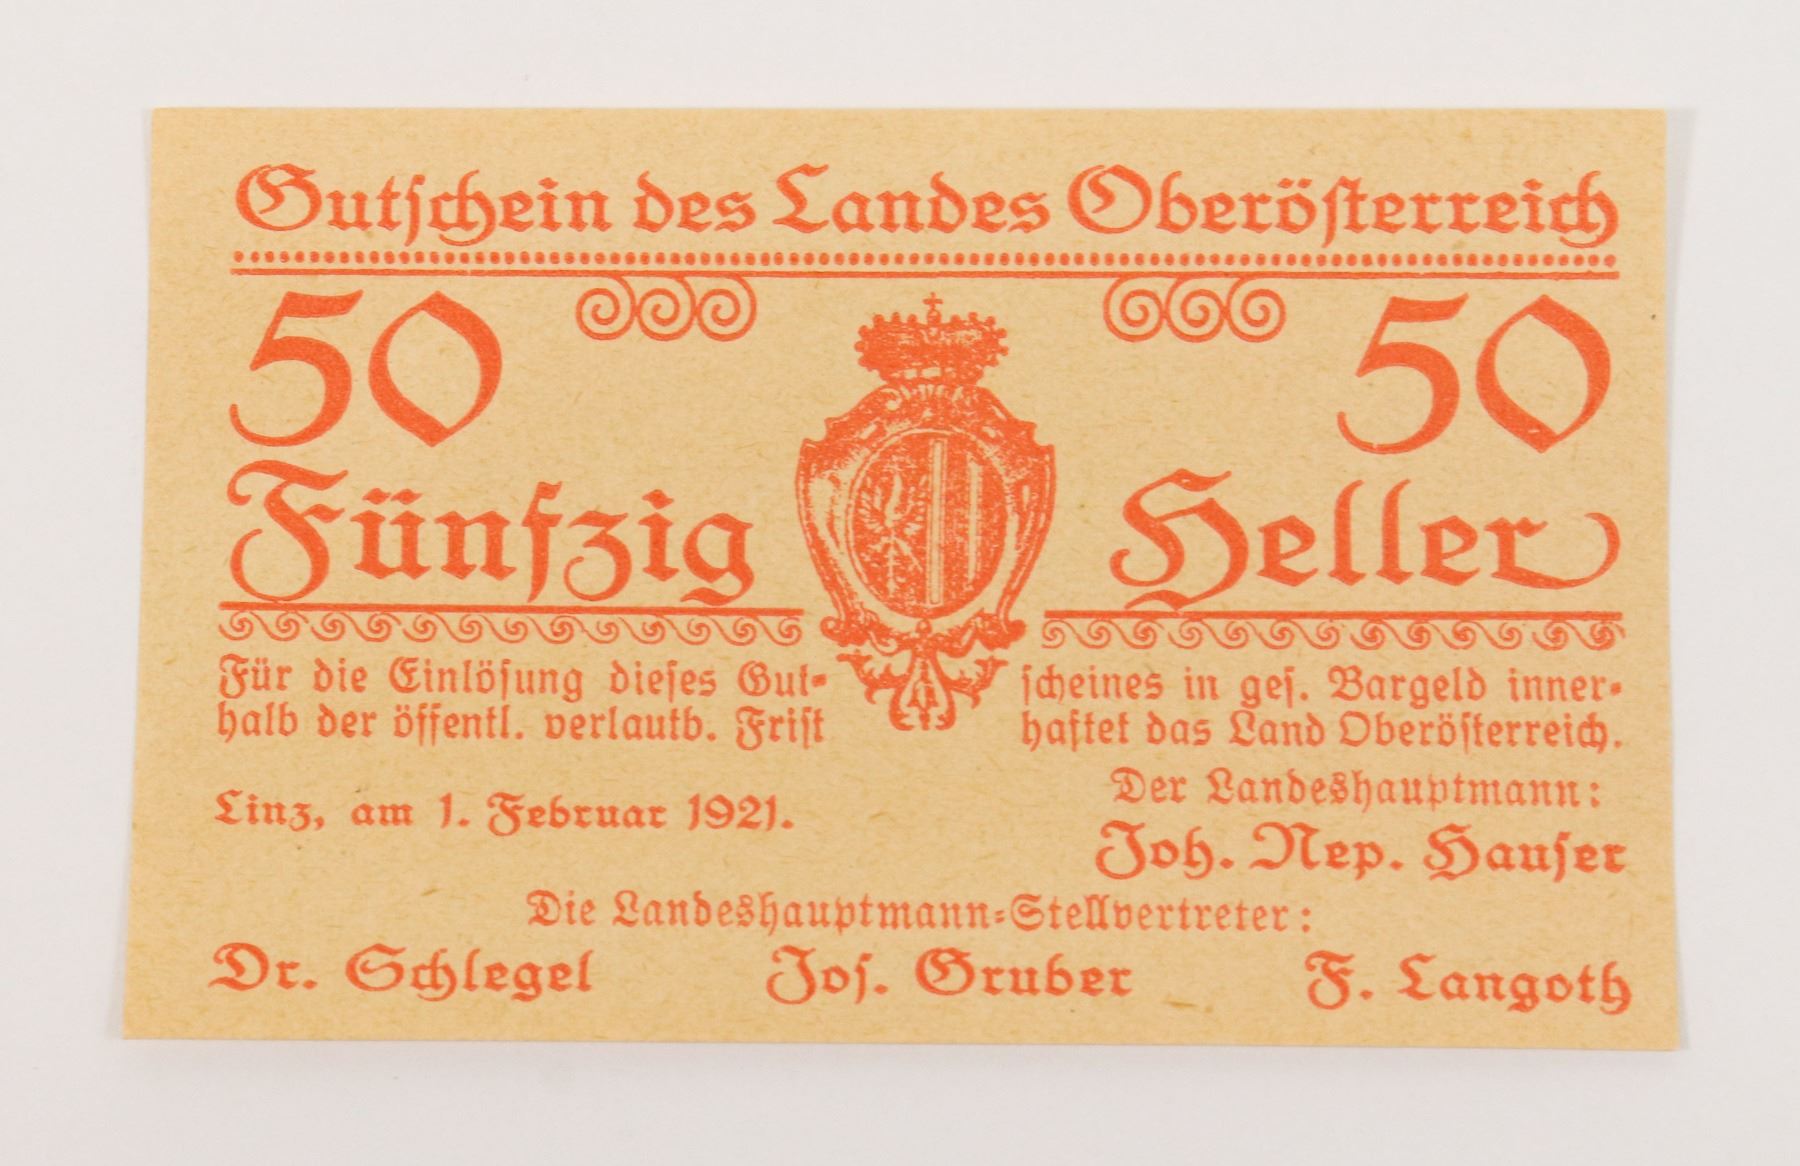 Gutschein des Landes Oberösterreich
50 50
Fünfzig Heller
Für die Einlösung dieses Gut- scheines in ges. Bargeld inner-
halb der öffentl. verlautb. Frist haftet das Land Oberösterreich.
Linz, am 1. Februar 1921.
Der Landeshauptmann:
Joh. Nep. Hauser
Die Landeshauptmann-Stellvertreter:
Dr. Schlegel Jos. Gruber F. Langoth